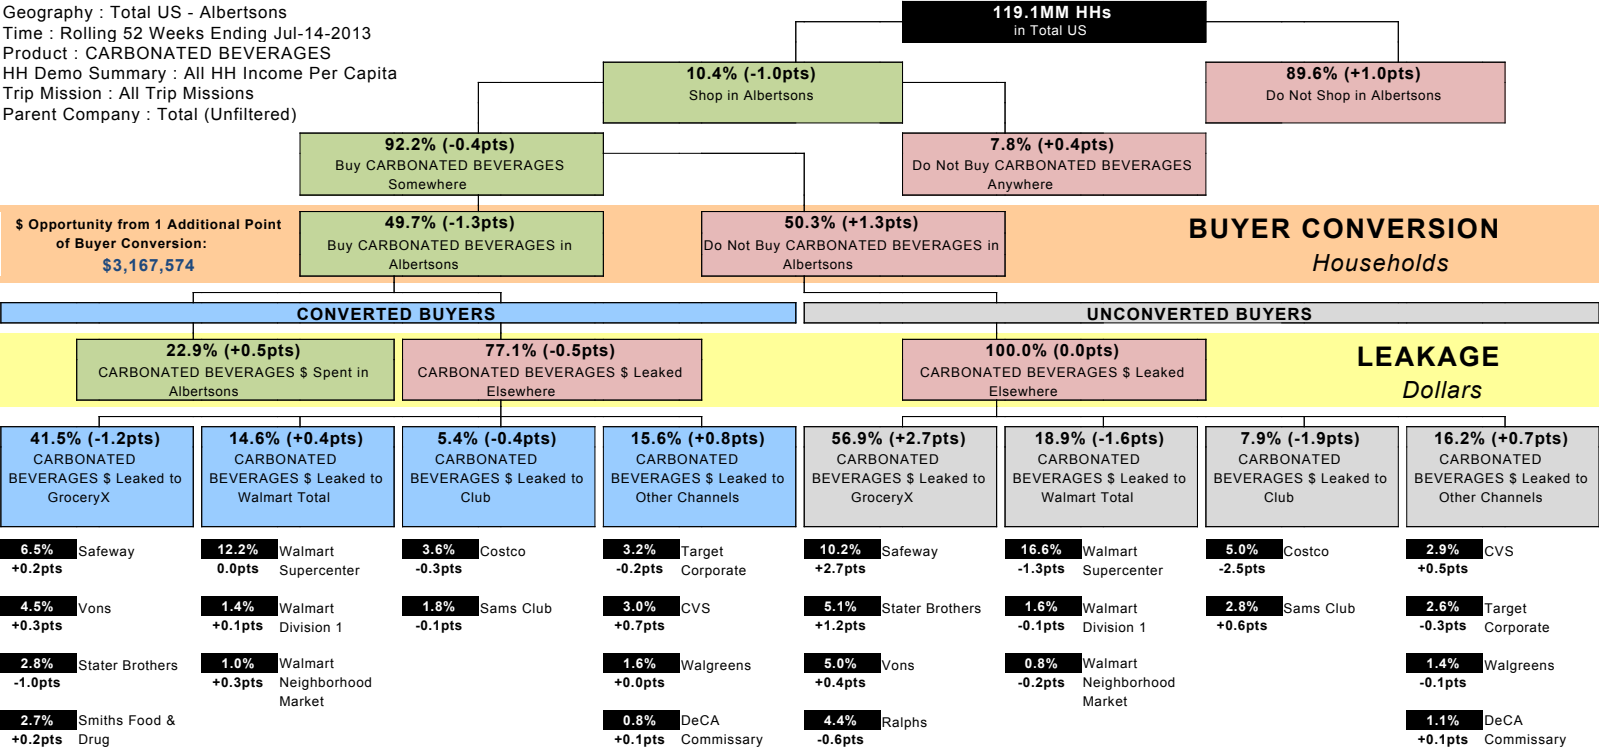 Geography : Total US - Albertsons
Time : Rolling 52 Weeks Ending Jul-14-2013
Product : CARBONATED BEVERAGES
HH Demo Summary : All HH Income Per Capita
Trip Mission : All Trip Missions
Parent Company : Total (Unfiltered)
119.1MM HHs
in Total US
10.4% (-1.0pts)
Shop in Albertsons
89.6% (+1.0pts)
Do Not Shop in Albertsons
92.2% (-0.4pts)
Buy CARBONATED BEVERAGES
Somewhere
7.8% (+0.4pts)
Do Not Buy CARBONATED BEVERAGES
Anywhere
$ Opportunity from 1 Additional Point
of Buyer Conversion:
$3,167,574
49.7% (-1.3pts)
Buy CARBONATED BEVERAGES in
Albertsons
50.3% (+1.3pts)
Do Not Buy CARBONATED BEVERAGES in
Albertsons
BUYER CONVERSION
Households
CONVERTED BUYERS
UNCONVERTED BUYERS
22.9% (+0.5pts)
CARBONATED BEVERAGES $ Spent in
Albertsons
77.1% (-0.5pts)
CARBONATED BEVERAGES $ Leaked
Elsewhere
100.0% (0.0pts)
CARBONATED BEVERAGES $ Leaked
Elsewhere
LEAKAGE
Dollars
41.5% (-1.2pts)
CARBONATED
BEVERAGES $ Leaked to
GroceryX
14.6% (+0.4pts)
CARBONATED
BEVERAGES $ Leaked to
Walmart Total
5.4% (-0.4pts)
CARBONATED
BEVERAGES $ Leaked to
Club
15.6% (+0.8pts)
CARBONATED
BEVERAGES $ Leaked to
Other Channels
56.9% (+2.7pts)
CARBONATED
BEVERAGES $ Leaked to
GroceryX
18.9% (-1.6pts)
CARBONATED
BEVERAGES $ Leaked to
Walmart Total
7.9% (-1.9pts)
CARBONATED
BEVERAGES $ Leaked to
Club
16.2% (+0.7pts)
CARBONATED
BEVERAGES $ Leaked to
Other Channels
6.5% Safeway
+0.2pts
4.5% Vons
+0.3pts
2.8% Stater Brothers
-1.0pts
2.7% Smiths Food &
+0.2pts Drug
12.2% Walmart
0.0pts Supercenter
1.4% Walmart
+0.1pts Division 1
1.0% Walmart
+0.3pts Neighborhood
Market
3.6% Costco
-0.3pts
1.8% Sams Club
-0.1pts
3.2% Target
-0.2pts Corporate
3.0% CVS
+0.7pts
1.6% Walgreens
+0.0pts
0.8% DeCA
+0.1pts Commissary
10.2% Safeway
+2.7pts
5.1% Stater Brothers
+1.2pts
5.0% Vons
+0.4pts
4.4% Ralphs
-0.6pts
16.6% Walmart
-1.3pts Supercenter
1.6% Walmart
-0.1pts Division 1
0.8% Walmart
-0.2pts Neighborhood
Market
5.0% Costco
-2.5pts
2.8% Sams Club
+0.6pts
2.9% CVS
+0.5pts
2.6% Target
-0.3pts Corporate
1.4% Walgreens
-0.1pts
1.1% DeCA
+0.1pts Commissary